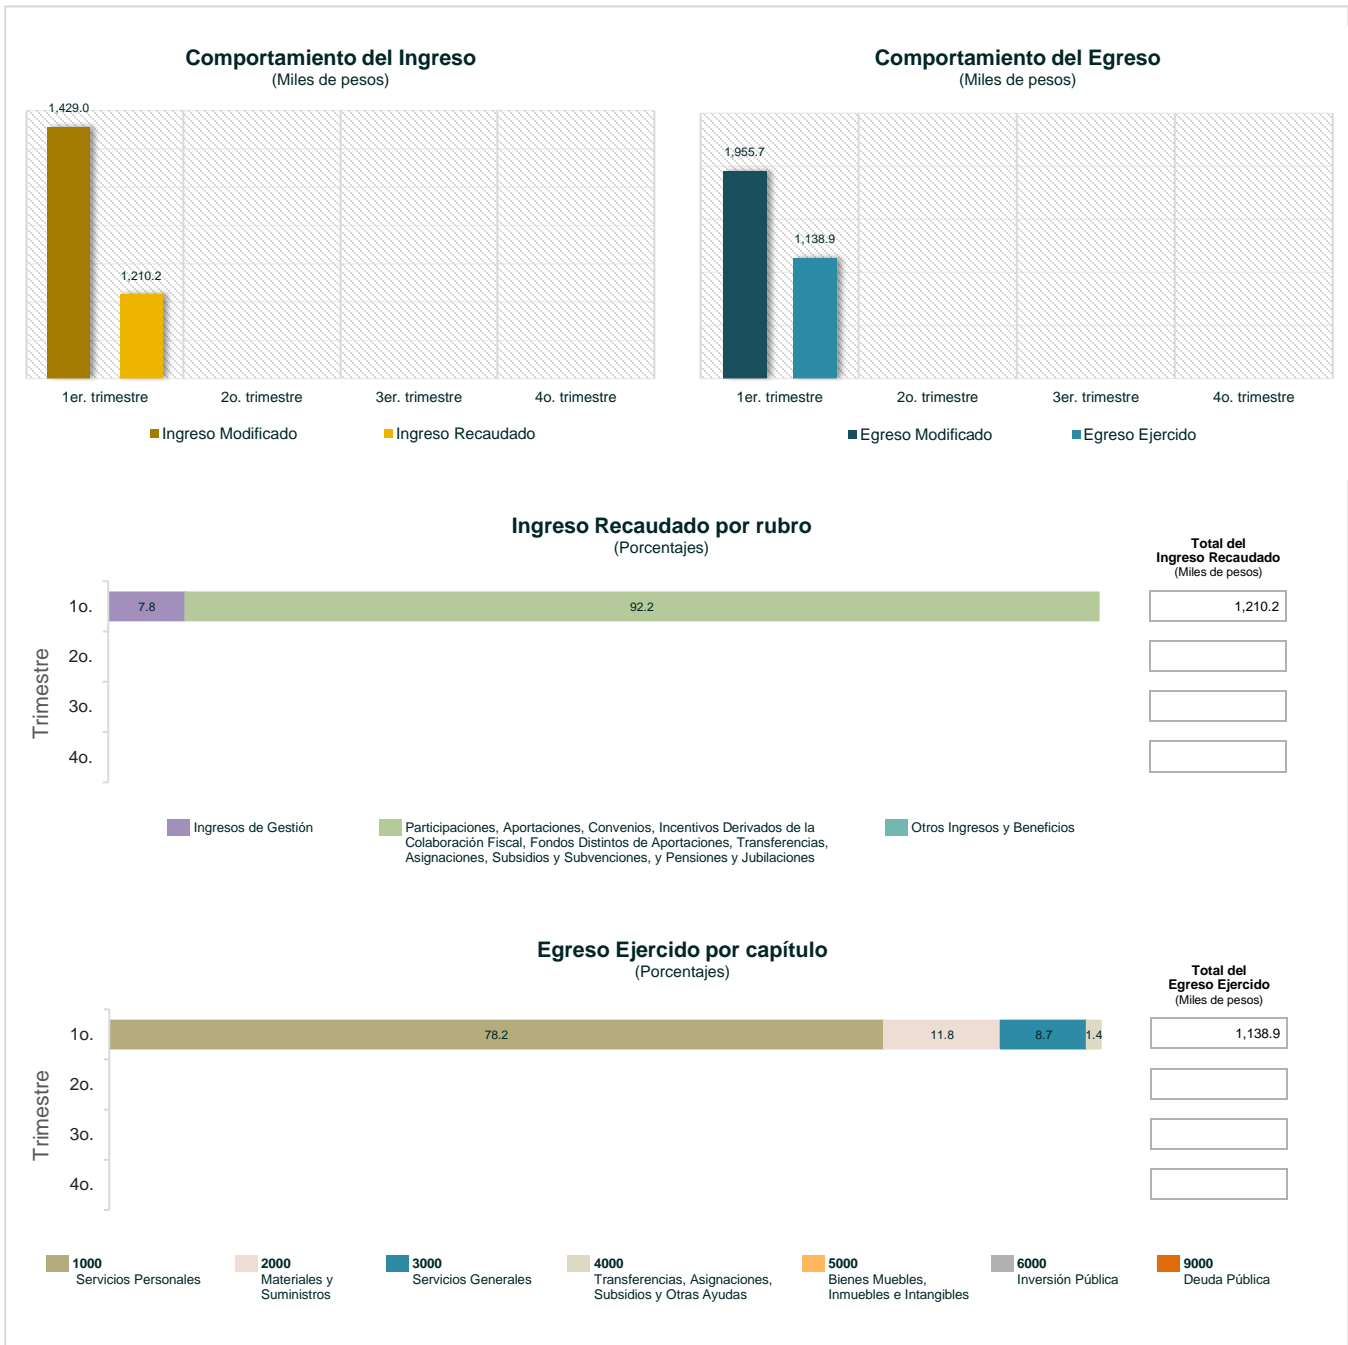 Comportamiento del Ingreso
(Miles de pesos)
1,429.0
1,210.2
1er. trimestre
2o. trimestre
3er. trimestre
4o. trimestre
Ingreso Modificado
Ingreso Recaudado
Comportamiento del Egreso
(Miles de pesos)
1,955.7
1,138.9
1er. trimestre
2o. trimestre
3er. trimestre
4o. trimestre
Egreso Modificado
Egreso Ejercido
Ingreso Recaudado por rubro
(Porcentajes)
Total del
Ingreso Recaudado
(Miles de pesos)
Trimestre
1o.
7.8
92.2
1,210.2
2o.
3o.
4o.
Ingresos de Gestión
Participaciones, Aportaciones, Convenios, Incentivos Derivados de la
Colaboración Fiscal, Fondos Distintos de Aportaciones, Transferencias,
Asignaciones, Subsidios y Subvenciones, y Pensiones y Jubilaciones
Otros Ingresos y Beneficios
Egreso Ejercido por capítulo
(Porcentajes)
Total del
Egreso Ejercido
(Miles de pesos)
Trimestre
1o.
78.2
11.8
8.7
1.4
1,138.9
2o.
3o.
4o.
1000
Servicios Personales
2000
Materiales y
Suministros
3000
Servicios Generales
4000
Transferencias, Asignaciones,
Subsidios y Otras Ayudas
5000
Bienes Muebles,
Inmuebles e Intangibles
6000
Inversión Pública
9000
Deuda Pública